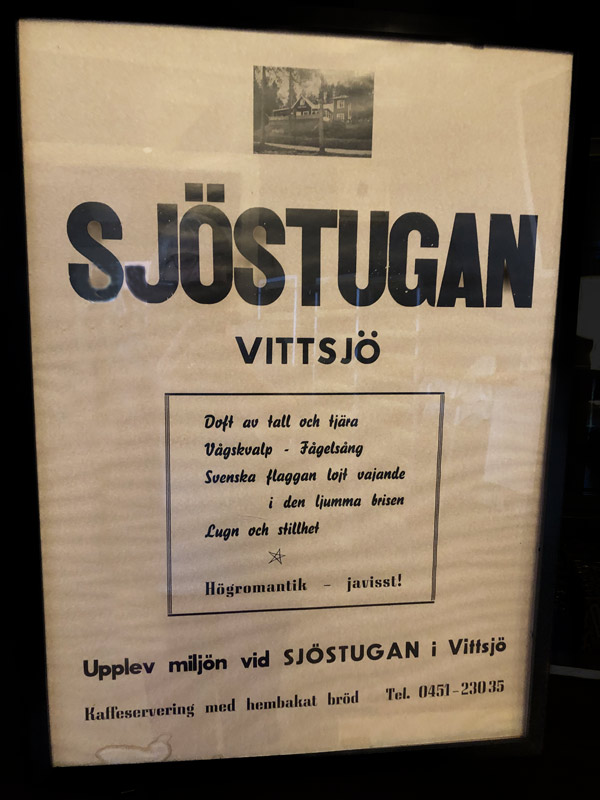 SJÖSTUGAN
VITTSJÖ
Doft av tall och tjära
Vågskvalp - Fågelsång
Svenska flaggan lojt vajande
i den ljumma brisen
Lugn och stillhet
Högromantik - javisst!
Upplev miljön vid SJÖSTUGAN i Vittsjö
Kaffeservering med hembakat bröd Tel. 0451-23035